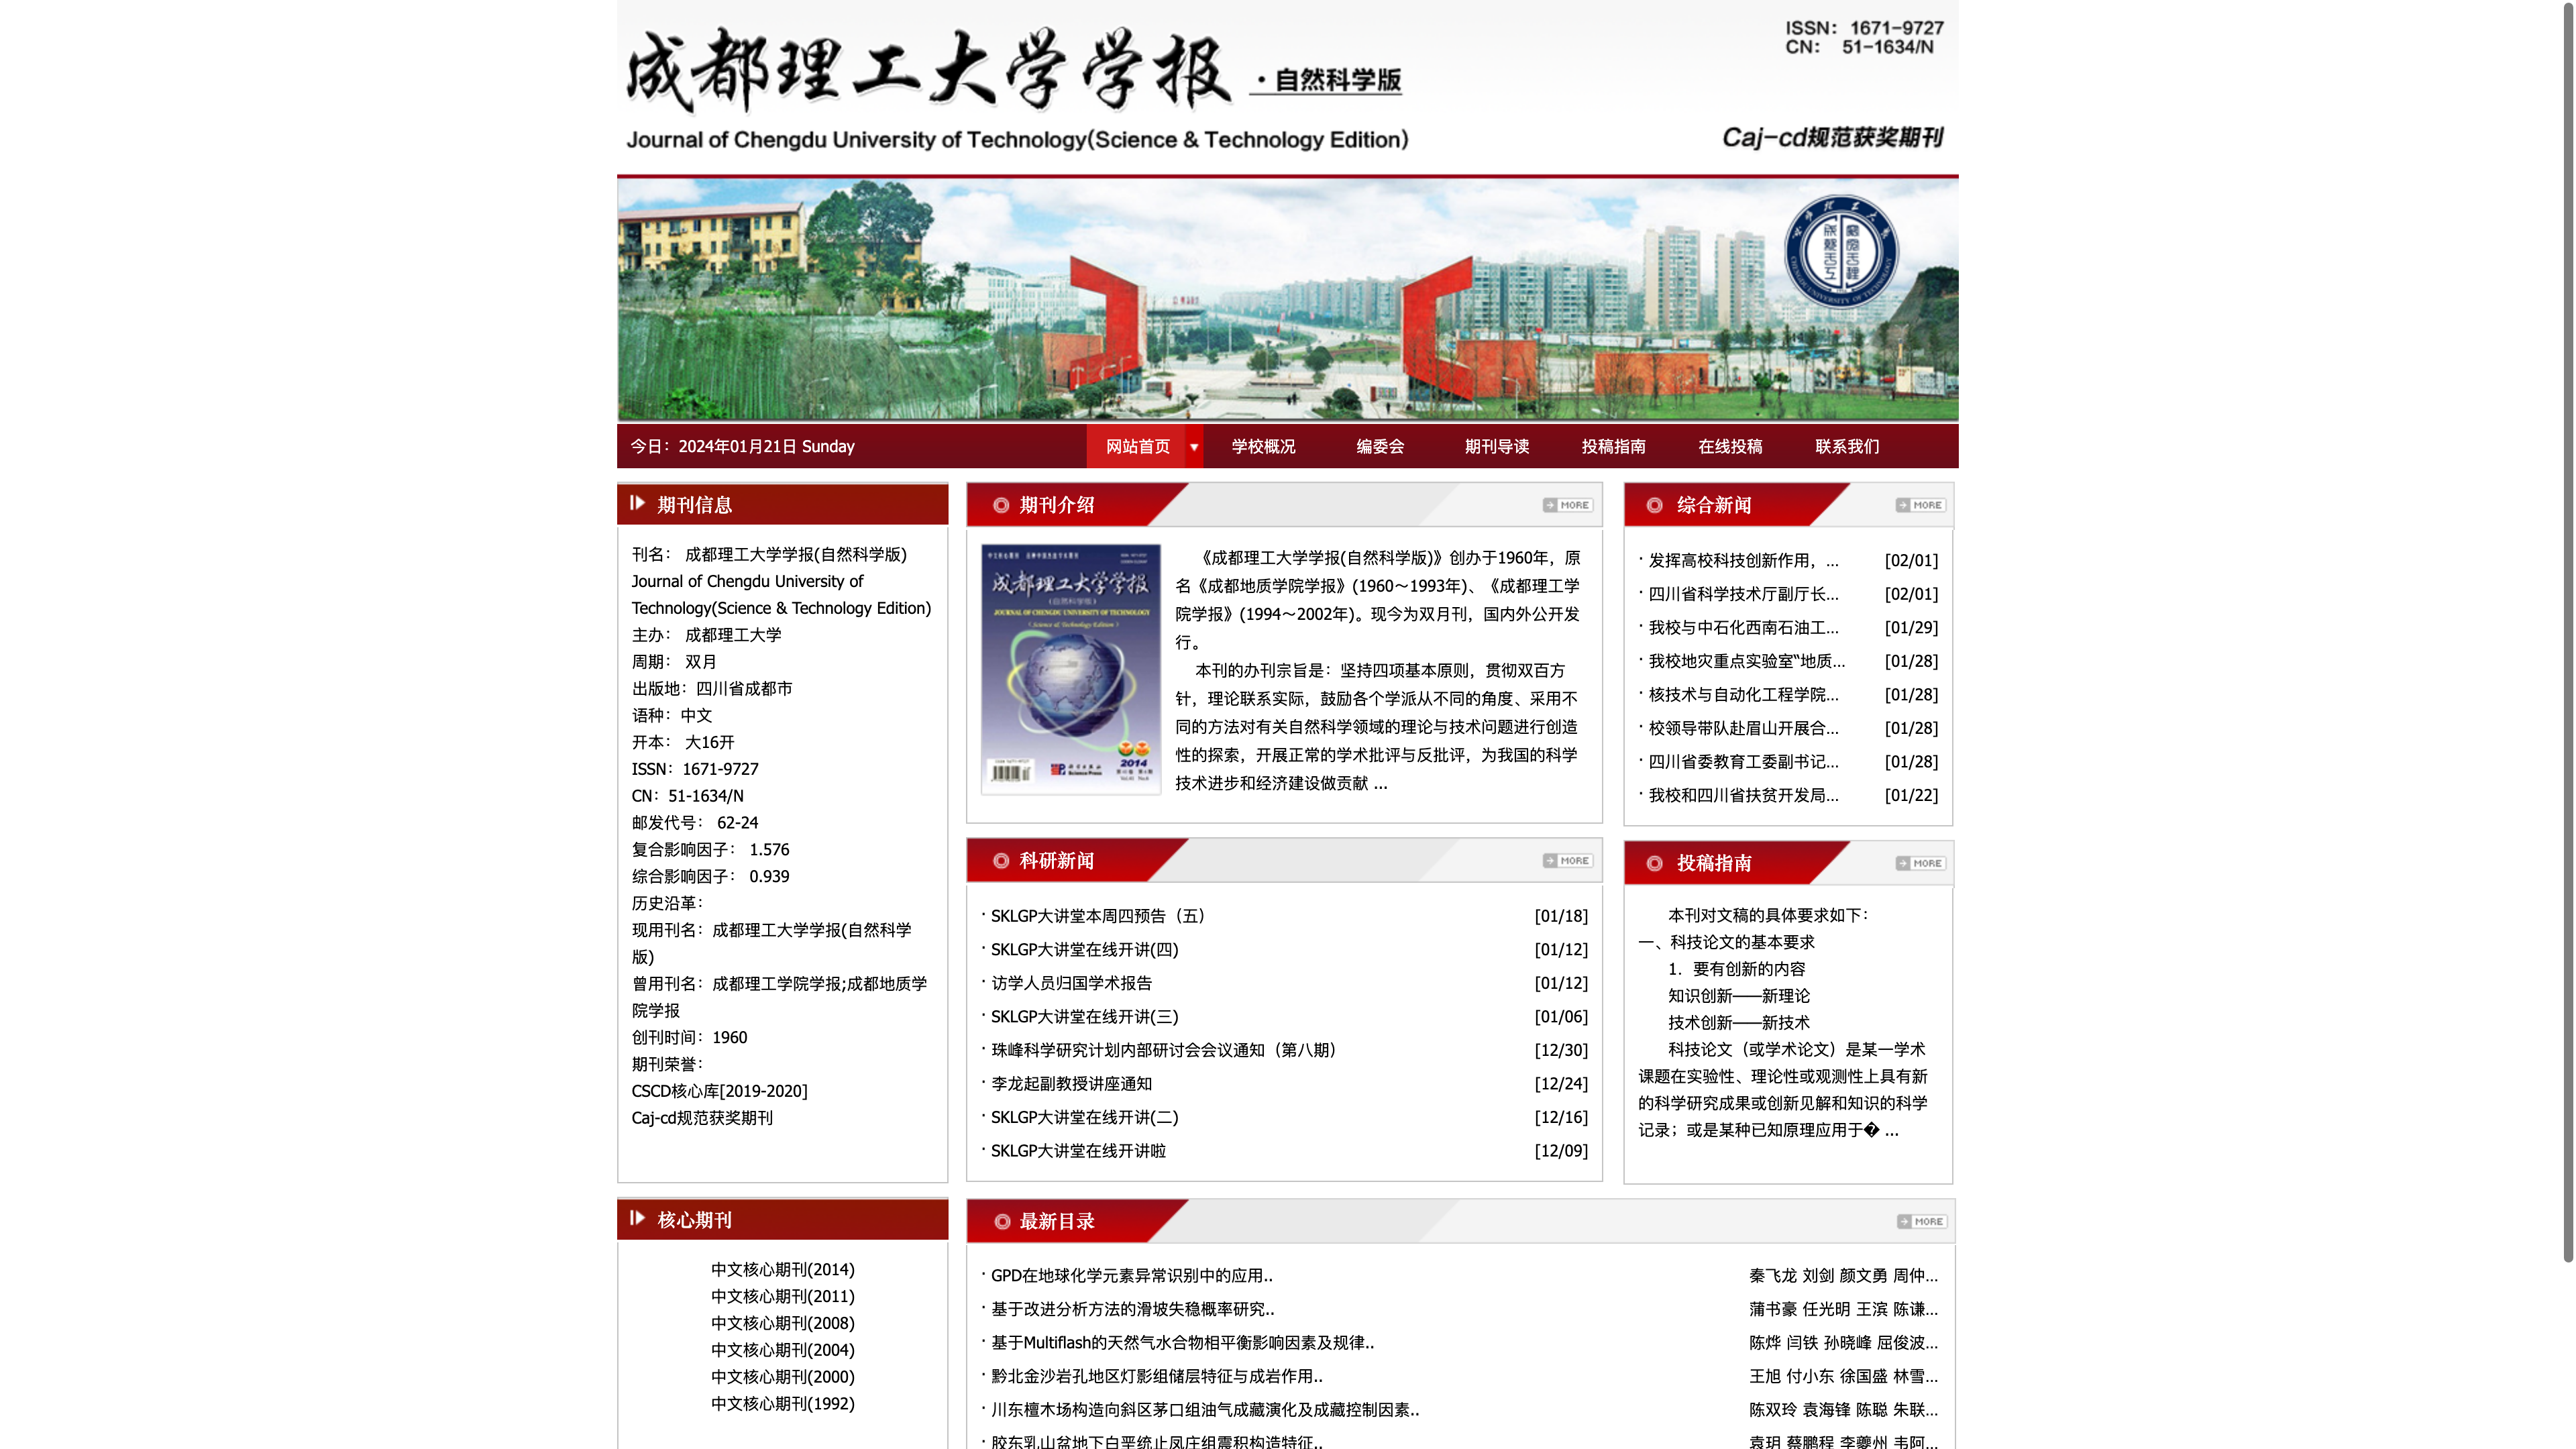 成都理工大学学报 ·自然科学版
Journal of Chengdu University of Technology(Science & Technology Edition)
ISSN: 1671-9727
CN: 51-1634/N
Caj-cd规范获奖期刊
今日：2024年01月21日 Sunday
网站首页
学校概况
编委会
期刊导读
投稿指南
在线投稿
联系我们
期刊信息
刊名： 成都理工大学学报(自然科学版)
Journal of Chengdu University of
Technology(Science & Technology Edition)
主办： 成都理工大学
周期： 双月
出版地：四川省成都市
语种：中文
开本： 大16开
ISSN：1671-9727
CN：51-1634/N
邮发代号： 62-24
复合影响因子： 1.576
综合影响因子： 0.939
历史沿革：
现用刊名：成都理工大学学报(自然科学
版)
曾用刊名：成都理工学院学报;成都地质学
院学报
创刊时间：1960
期刊荣誉：
CSCD核心库[2019-2020]
Caj-cd规范获奖期刊
核心期刊
中文核心期刊(2014)
中文核心期刊(2011)
中文核心期刊(2008)
中文核心期刊(2004)
中文核心期刊(2000)
中文核心期刊(1992)
期刊介绍
MORE
成都理工大学学报
(自然科学版)
JOURNAL OF CHENGDU UNIVERSITY OF TECHNOLOGY
(Science & Technology Edition)
2014
Science Press
《成都理工大学学报(自然科学版)》创办于1960年，原
名《成都地质学院学报》(1960～1993年)、《成都理工学
院学报》(1994～2002年)。现今为双月刊，国内外公开发
行。
本刊的办刊宗旨是：坚持四项基本原则，贯彻双百方
针，理论联系实际，鼓励各个学派从不同的角度、采用不
同的方法对有关自然科学领域的理论与技术问题进行创造
性的探索，开展正常的学术批评与反批评，为我国的科学
技术进步和经济建设做贡献 ...
科研新闻
MORE
· SKLGP大讲堂本周四预告（五） [01/18]
· SKLGP大讲堂在线开讲(四) [01/12]
· 访学人员归国学术报告 [01/12]
· SKLGP大讲堂在线开讲(三) [01/06]
· 珠峰科学研究计划内部研讨会会议通知（第八期） [12/30]
· 李龙起副教授讲座通知 [12/24]
· SKLGP大讲堂在线开讲(二) [12/16]
· SKLGP大讲堂在线开讲啦 [12/09]
综合新闻
MORE
· 发挥高校科技创新作用，... [02/01]
· 四川省科学技术厅副厅长... [02/01]
· 我校与中石化西南石油工... [01/29]
· 我校地灾重点实验室“地质... [01/28]
· 核技术与自动化工程学院... [01/28]
· 校领导带队赴眉山开展合... [01/28]
· 四川省委教育工委副书记... [01/28]
· 我校和四川省扶贫开发局... [01/22]
投稿指南
MORE
本刊对文稿的具体要求如下：
一、科技论文的基本要求
1．要有创新的内容
知识创新——新理论
技术创新——新技术
科技论文（或学术论文）是某一学术
课题在实验性、理论性或观测性上具有新
的科学研究成果或创新见解和知识的科学
记录；或是某种已知原理应用于� ...
最新目录
MORE
· GPD在地球化学元素异常识别中的应用.. 秦飞龙 刘剑 颜文勇 周仲...
· 基于改进分析方法的滑坡失稳概率研究.. 蒲书豪 任光明 王滨 陈谦...
· 基于Multiflash的天然气水合物相平衡影响因素及规律.. 陈烨 闫铁 孙晓峰 屈俊波...
· 黔北金沙岩孔地区灯影组储层特征与成岩作用.. 王旭 付小东 徐国盛 林雪...
· 川东檀木场构造向斜区茅口组油气成藏演化及成藏控制因素.. 陈双玲 袁海锋 陈聪 朱联...
· 胶东乳山盆地下白垩统止凤庄组震积构造特征.. 袁玥 蔡鹏程 李夔州 韦阿...